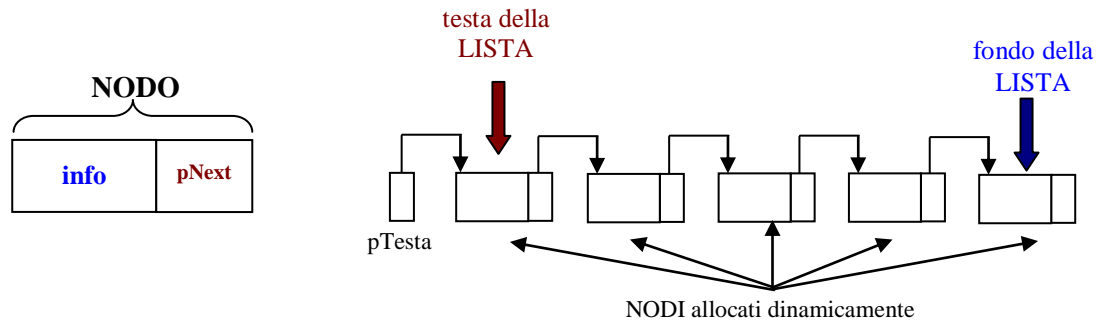 NODO
info
pNext
testa della
LISTA
fondo della
LISTA
pTesta
NODI allocati dinamicamente